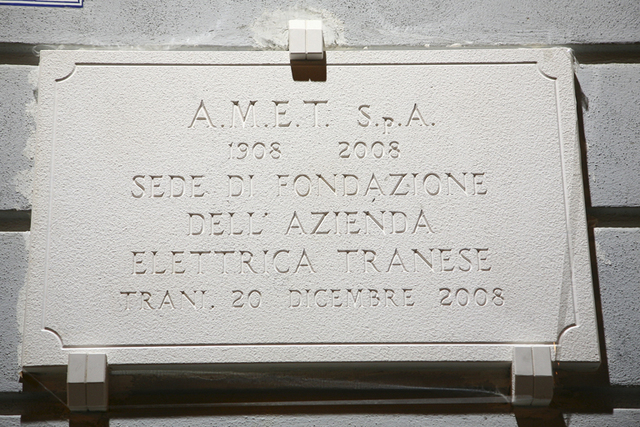 A.M.E.T. S.p.A.
1908 2008
SEDE DI FONDAZIONE
DELL' AZIENDA
ELETTRICA TRANESE
TRANI, 20 DICEMBRE 2008